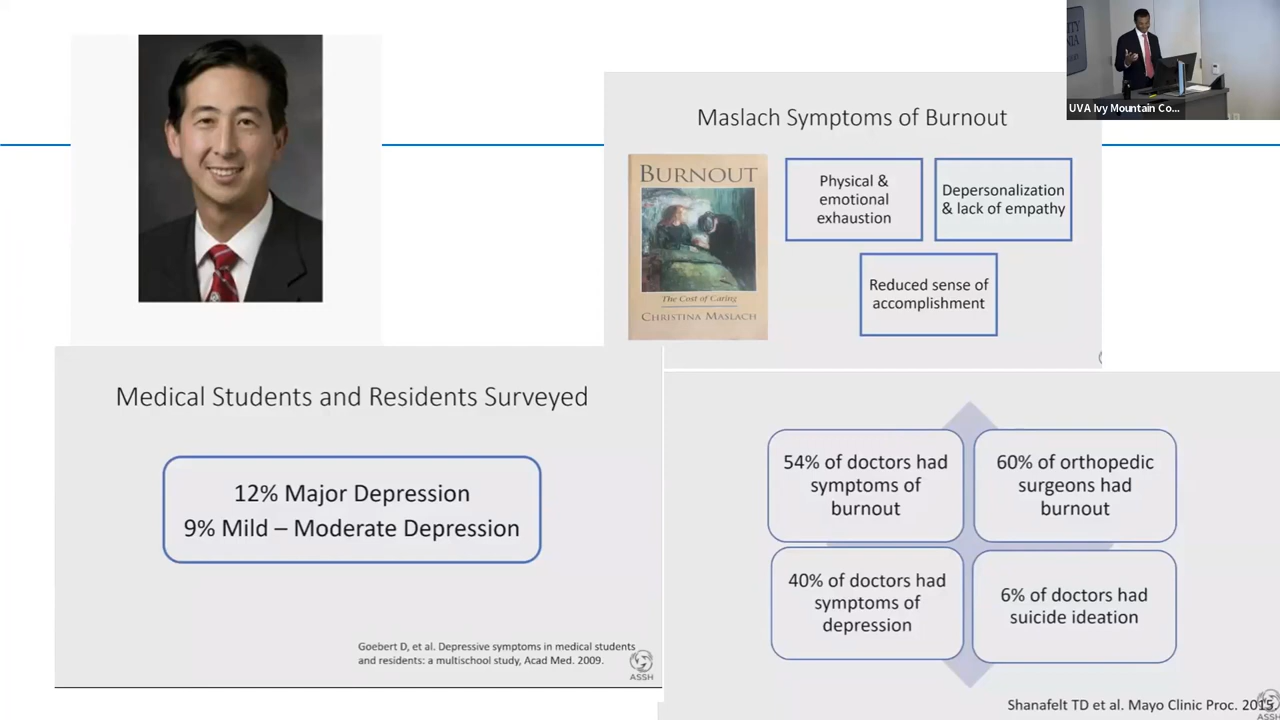 UVA Ivy Mountain Co...
Maslach Symptoms of Burnout
BURNOUT
The Cost of Caring
CHRISTINA MASLACH
Physical &
emotional
exhaustion
Depersonalization
& lack of empathy
Reduced sense of
accomplishment
Medical Students and Residents Surveyed
12% Major Depression
9% Mild – Moderate Depression
Goebert D, et al. Depressive symptoms in medical students
and residents: a multischool study, Acad Med. 2009.
ASSH
54% of doctors had
symptoms of
burnout
60% of orthopedic
surgeons had
burnout
40% of doctors had
symptoms of
depression
6% of doctors had
suicide ideation
Shanafelt TD et al. Mayo Clinic Proc. 2015.
ASSH